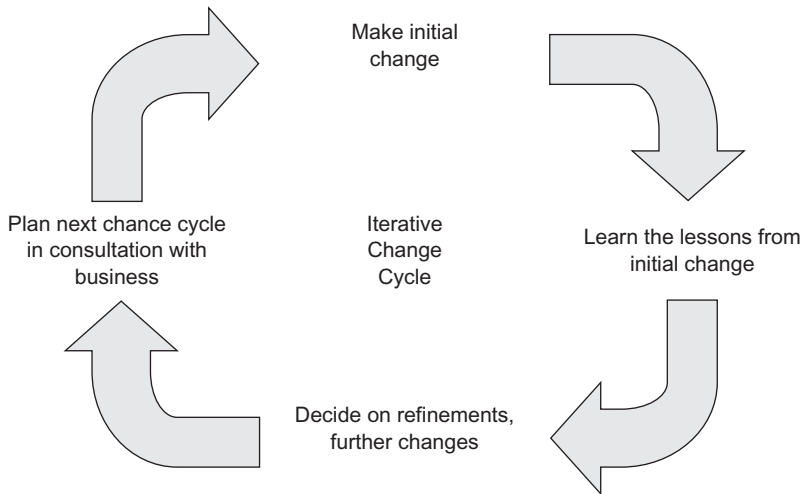 Make initial
change
Plan next chance cycle
in consultation with
business
Iterative
Change
Cycle
Learn the lessons from
initial change
Decide on refinements,
further changes